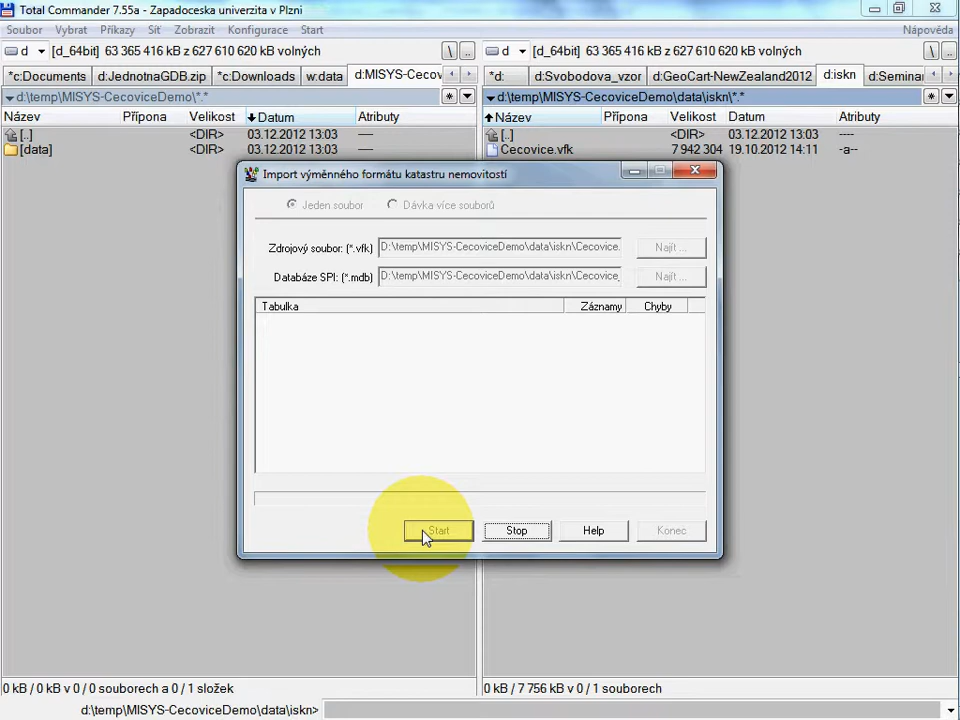 Total Commander 7.55a - Zapadoceska univerzita v Plzni
Soubor Vybrat Příkazy Síť Zobrazit Konfigurace Start Nápověda
d [d_64bit] 63 365 416 kB z 627 610 620 kB volných \ ..
d [d_64bit] 63 365 416 kB z 627 610 620 kB volných \ ..
*c:Documents d:JednotnaGDB.zip *c:Downloads w:data d:MISYS-Cecov
*d: d:Svobodova_vzor d:GeoCart-NewZealand2012 d:iskn d:Seminar
d:\temp\MISYS-CecoviceDemo\*.* *
d:\temp\MISYS-CecoviceDemo\data\iskn\*.* *
Název Přípona Velikost Datum Atributy
[..] <DIR> 03.12.2012 13:03 ----
[data] <DIR> 03.12.2012 13:03 ----
Název Přípona Velikost Datum Atributy
[..] <DIR> 03.12.2012 13:03 ----
Cecovice.vfk 7 942 304 19.10.2012 14:11 -a--
Import výměnného formátu katastru nemovitostí
Jeden soubor Dávka více souborů
Zdrojový soubor: (*.vfk) D:\temp\MISYS-CecoviceDemo\data\iskn\Cecovice. Najít ...
Databáze SPI: (*.mdb) D:\temp\MISYS-CecoviceDemo\data\iskn\Cecovice_ Najít ...
Tabulka Záznamy Chyby
Start Stop Help Konec
0 kB / 0 kB v 0 / 0 souborech a 0 / 1 složek
0 kB / 7 756 kB v 0 / 1 souborech
d:\temp\MISYS-CecoviceDemo\data\iskn>